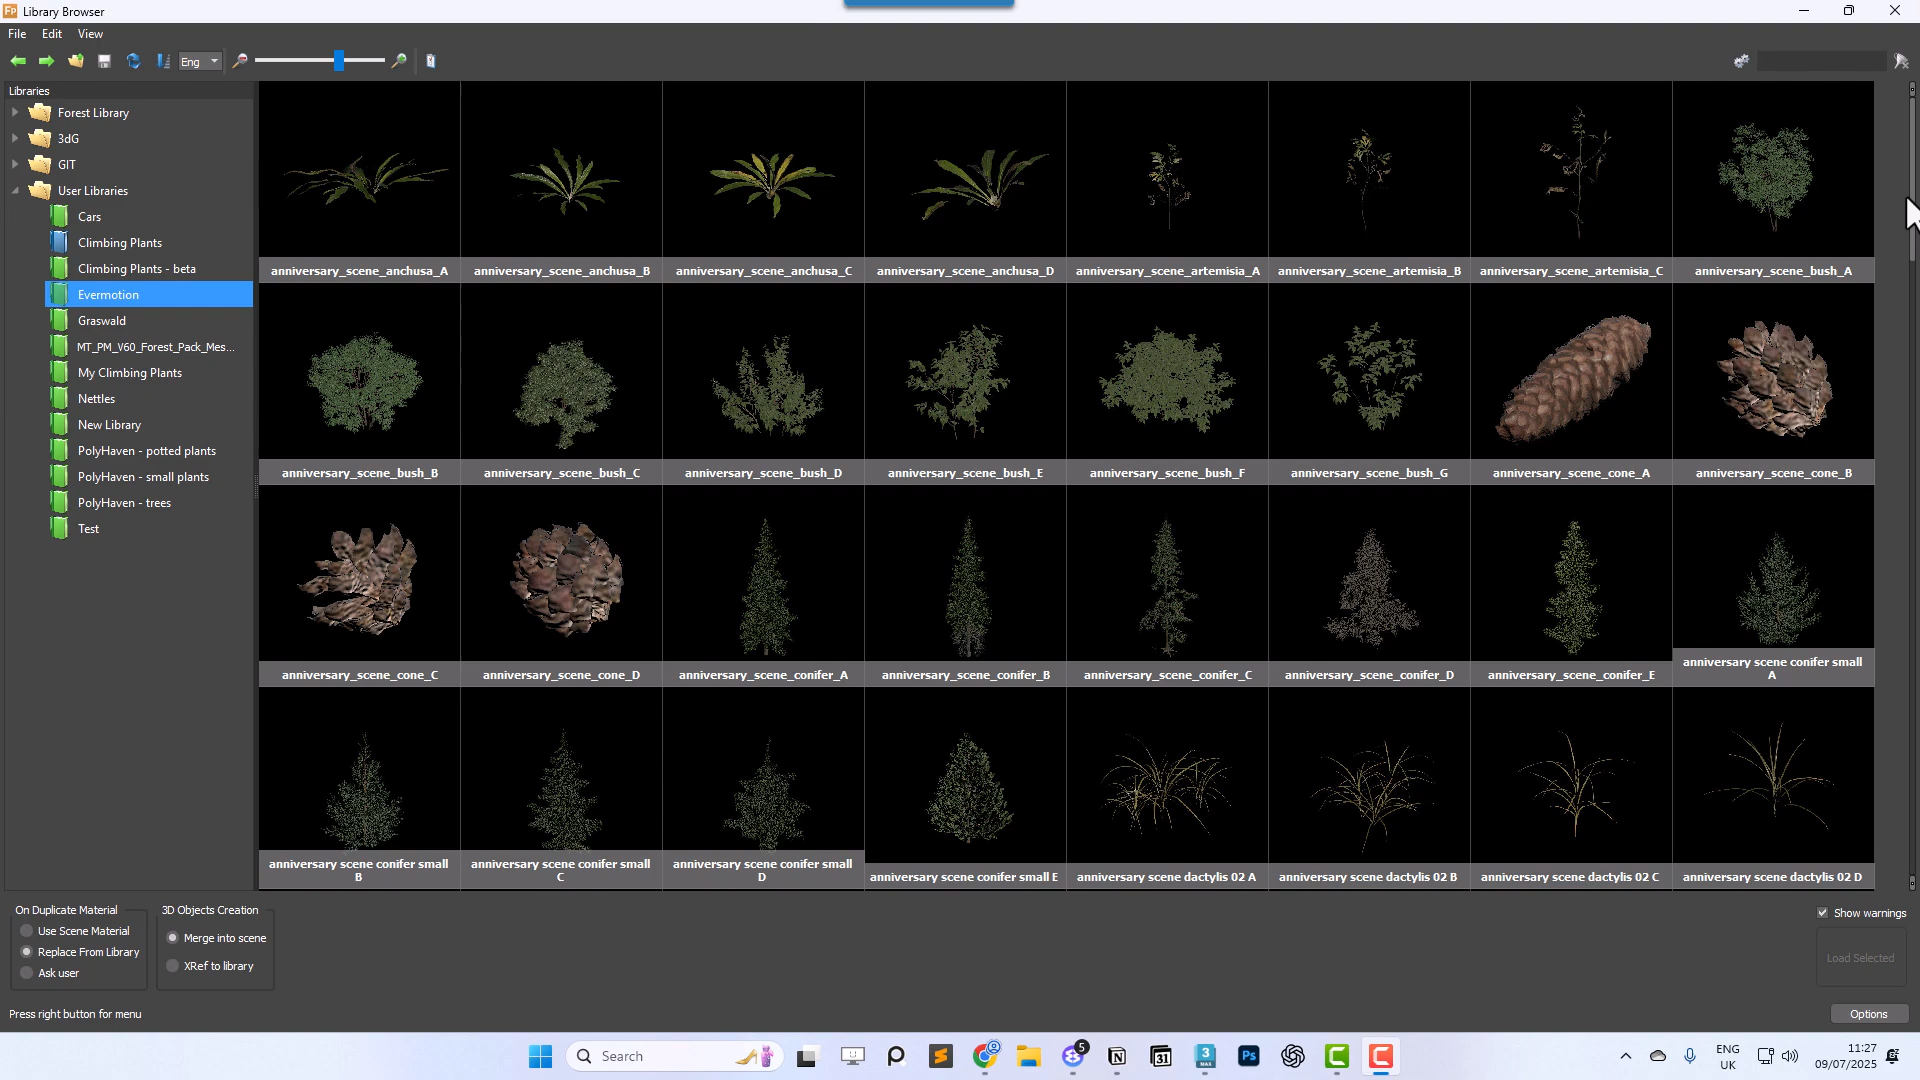 Library Browser
File Edit View
Eng
Libraries
Forest Library
3dG
GIT
User Libraries
Cars
Climbing Plants
Climbing Plants - beta
Evermotion
Graswald
MT_PM_V60_Forest_Pack_Mes...
My Climbing Plants
Nettles
New Library
PolyHaven - potted plants
PolyHaven - small plants
PolyHaven - trees
Test
anniversary_scene_anchusa_A anniversary_scene_anchusa_B anniversary_scene_anchusa_C anniversary_scene_anchusa_D anniversary_scene_artemisia_A anniversary_scene_artemisia_B anniversary_scene_artemisia_C anniversary_scene_bush_A
anniversary_scene_bush_B anniversary_scene_bush_C anniversary_scene_bush_D anniversary_scene_bush_E anniversary_scene_bush_F anniversary_scene_bush_G anniversary_scene_cone_A anniversary_scene_cone_B
anniversary_scene_cone_C anniversary_scene_cone_D anniversary_scene_conifer_A anniversary_scene_conifer_B anniversary_scene_conifer_C anniversary_scene_conifer_D anniversary_scene_conifer_E
anniversary scene conifer small
A
anniversary scene conifer small
B
anniversary scene conifer small
C
anniversary scene conifer small
D
anniversary scene conifer small E anniversary scene dactylis 02 A anniversary scene dactylis 02 B anniversary scene dactylis 02 C anniversary scene dactylis 02 D
On Duplicate Material
Use Scene Material
Replace From Library
Ask user
3D Objects Creation
Merge into scene
XRef to library
Show warnings
Load Selected
Press right button for menu
Options
Search
5
31
3
MAX
Ps
ENG
UK
11:27
09/07/2025